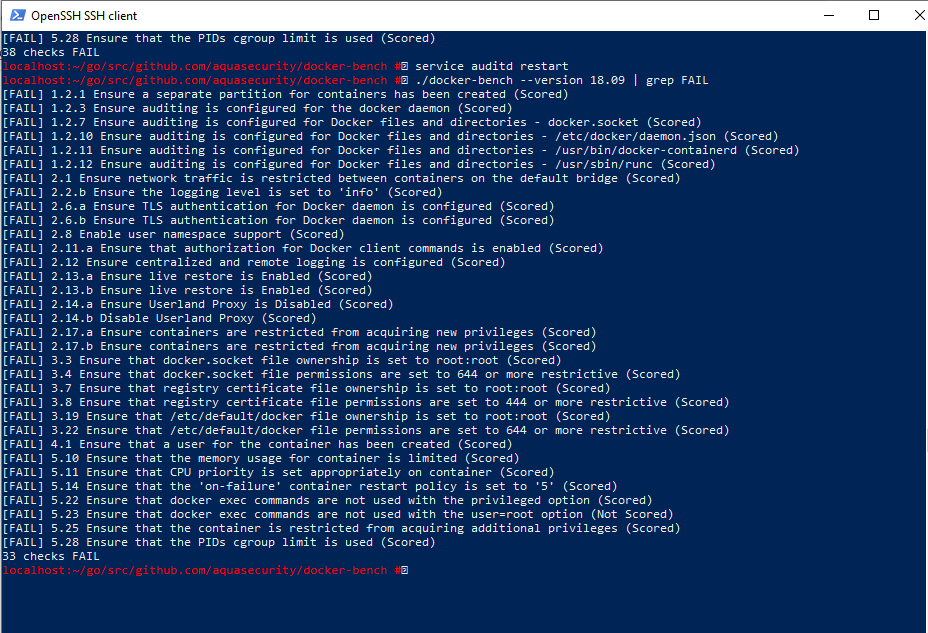 OpenSSH SSH client
[FAIL] 5.28 Ensure that the PIDs cgroup limit is used (Scored)
38 checks FAIL
localhost:~/go/src/github.com/aquasecurity/docker-bench # service auditd restart
localhost:~/go/src/github.com/aquasecurity/docker-bench # ./docker-bench --version 18.09 | grep FAIL
[FAIL] 1.2.1 Ensure a separate partition for containers has been created (Scored)
[FAIL] 1.2.3 Ensure auditing is configured for the docker daemon (Scored)
[FAIL] 1.2.7 Ensure auditing is configured for Docker files and directories - docker.socket (Scored)
[FAIL] 1.2.10 Ensure auditing is configured for Docker files and directories - /etc/docker/daemon.json (Scored)
[FAIL] 1.2.11 Ensure auditing is configured for Docker files and directories - /usr/bin/docker-containerd (Scored)
[FAIL] 1.2.12 Ensure auditing is configured for Docker files and directories - /usr/sbin/runc (Scored)
[FAIL] 2.1 Ensure network traffic is restricted between containers on the default bridge (Scored)
[FAIL] 2.2.b Ensure the logging level is set to 'info' (Scored)
[FAIL] 2.6.a Ensure TLS authentication for Docker daemon is configured (Scored)
[FAIL] 2.6.b Ensure TLS authentication for Docker daemon is configured (Scored)
[FAIL] 2.8 Enable user namespace support (Scored)
[FAIL] 2.11.a Ensure that authorization for Docker client commands is enabled (Scored)
[FAIL] 2.12 Ensure centralized and remote logging is configured (Scored)
[FAIL] 2.13.a Ensure live restore is Enabled (Scored)
[FAIL] 2.13.b Ensure live restore is Enabled (Scored)
[FAIL] 2.14.a Ensure Userland Proxy is Disabled (Scored)
[FAIL] 2.14.b Disable Userland Proxy (Scored)
[FAIL] 2.17.a Ensure containers are restricted from acquiring new privileges (Scored)
[FAIL] 2.17.b Ensure containers are restricted from acquiring new privileges (Scored)
[FAIL] 3.3 Ensure that docker.socket file ownership is set to root:root (Scored)
[FAIL] 3.4 Ensure that docker.socket file permissions are set to 644 or more restrictive (Scored)
[FAIL] 3.7 Ensure that registry certificate file ownership is set to root:root (Scored)
[FAIL] 3.8 Ensure that registry certificate file permissions are set to 444 or more restrictive (Scored)
[FAIL] 3.19 Ensure that /etc/default/docker file ownership is set to root:root (Scored)
[FAIL] 3.22 Ensure that /etc/default/docker file permissions are set to 644 or more restrictive (Scored)
[FAIL] 4.1 Ensure that a user for the container has been created (Scored)
[FAIL] 5.10 Ensure that the memory usage for container is limited (Scored)
[FAIL] 5.11 Ensure that CPU priority is set appropriately on container (Scored)
[FAIL] 5.14 Ensure that the 'on-failure' container restart policy is set to '5' (Scored)
[FAIL] 5.22 Ensure that docker exec commands are not used with the privileged option (Scored)
[FAIL] 5.23 Ensure that docker exec commands are not used with the user=root option (Not Scored)
[FAIL] 5.25 Ensure that the container is restricted from acquiring additional privileges (Scored)
[FAIL] 5.28 Ensure that the PIDs cgroup limit is used (Scored)
33 checks FAIL
localhost:~/go/src/github.com/aquasecurity/docker-bench #